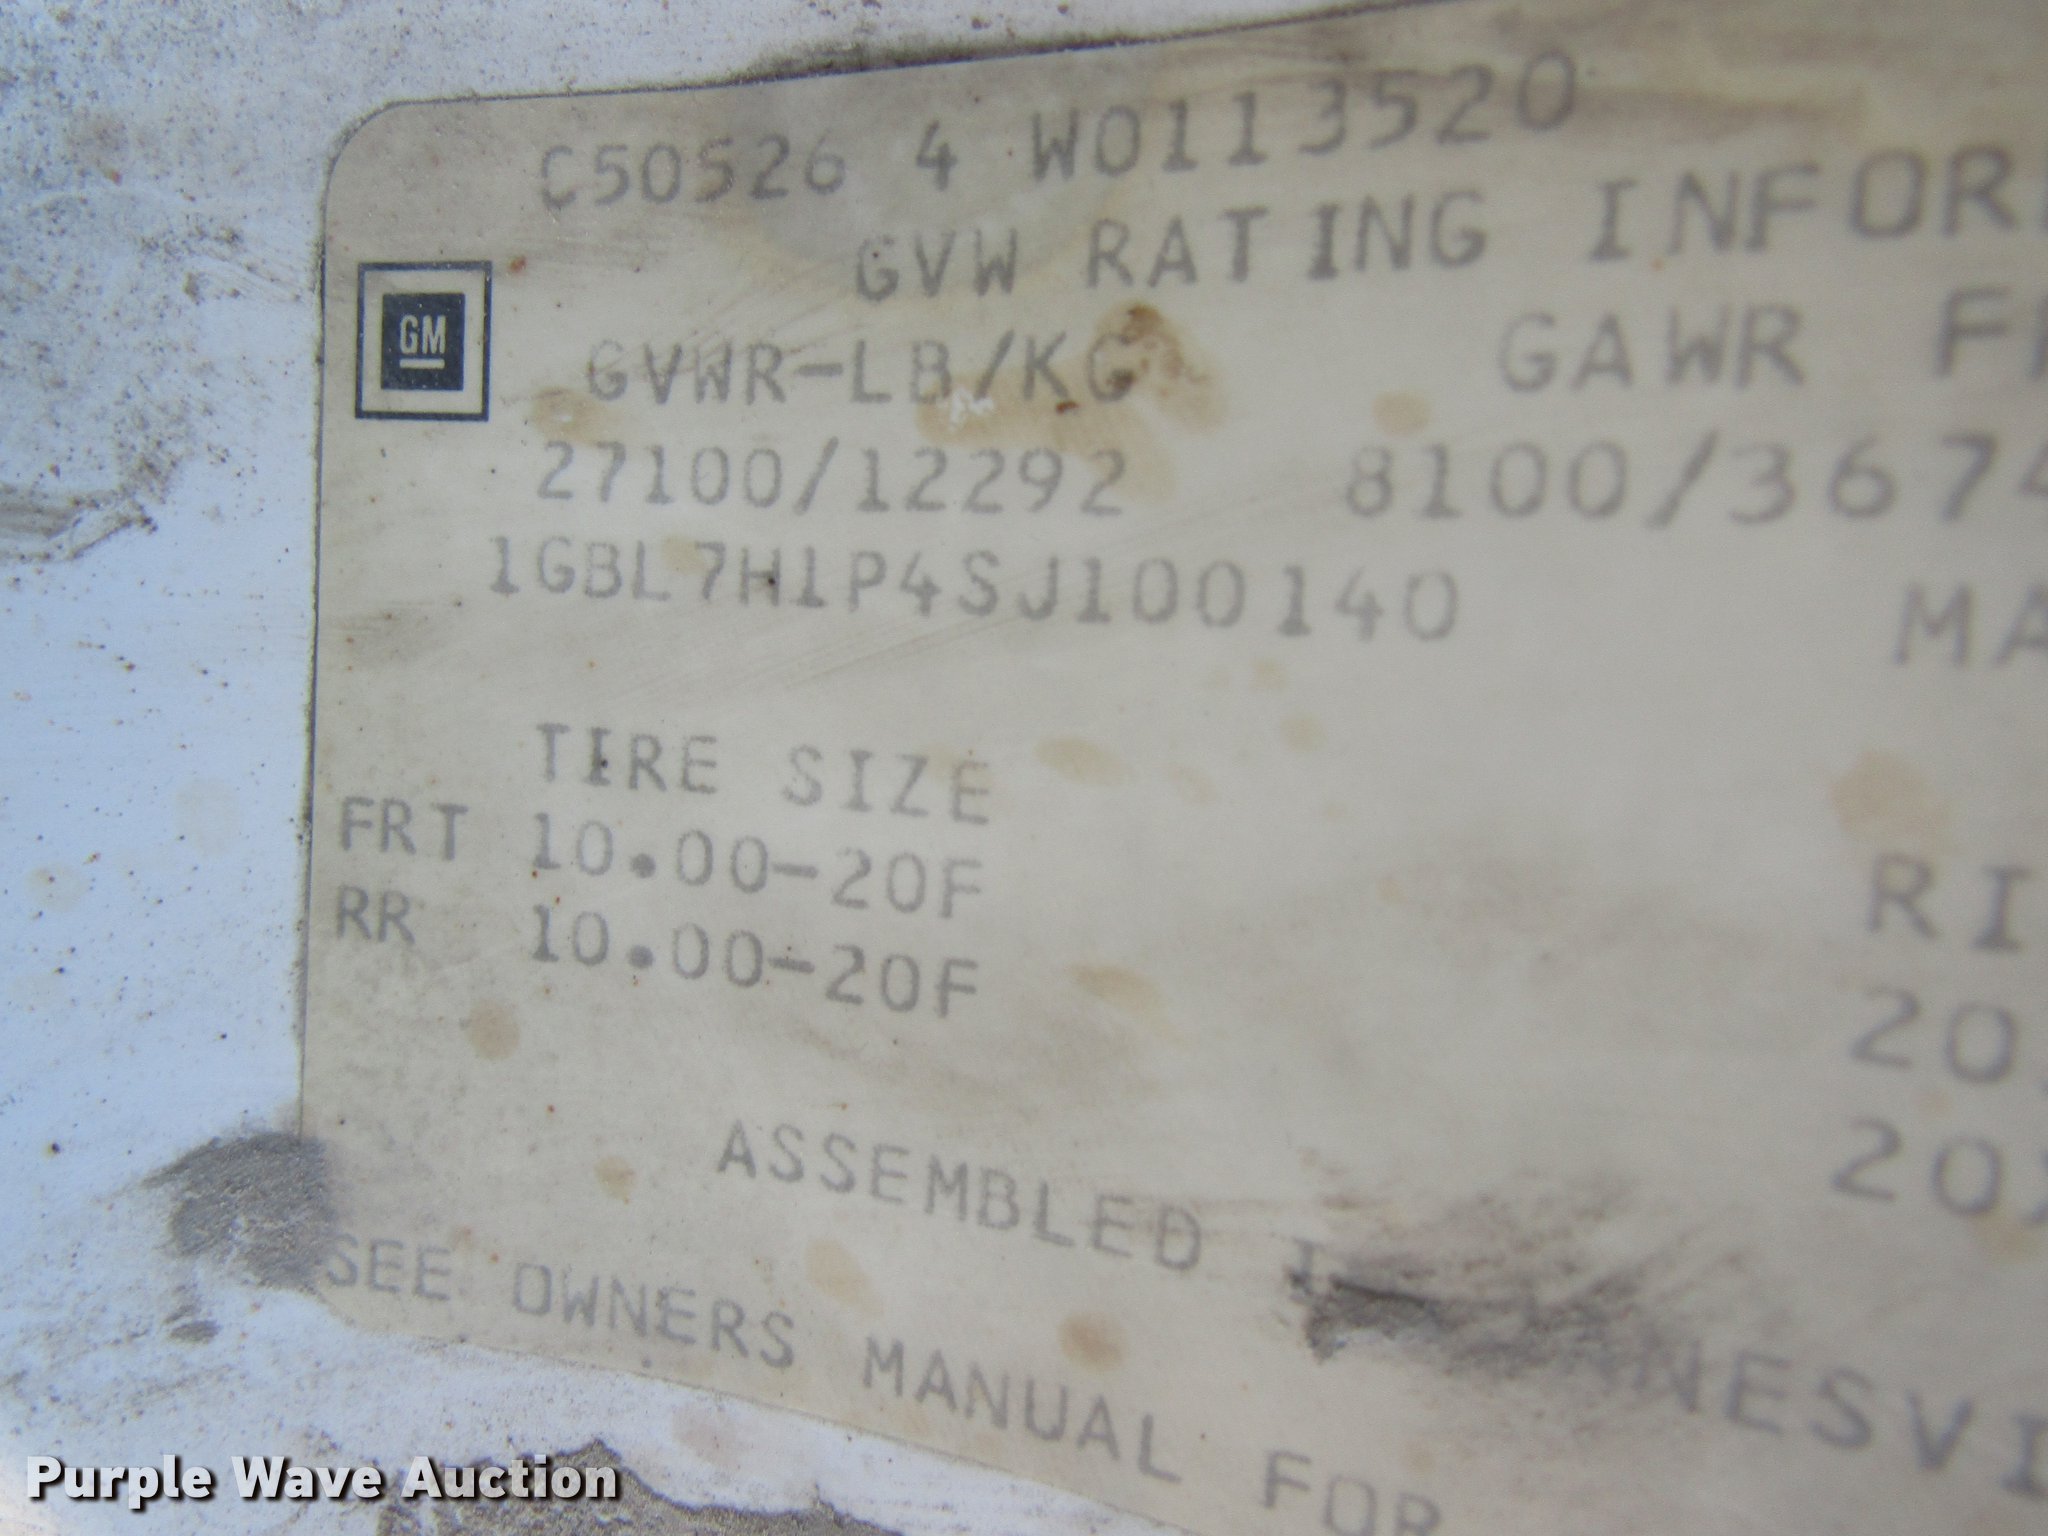 C50526 4 W0113520
GVW RATING INFOR
GM
GVWR-LB/KG GAWR FR
27100/12292 8100/3674
1GBL7H1P4SJ100140 MA
TIRE SIZE RI
FRT 10.00-20F 20
RR 10.00-20F 20
ASSEMBLED
NESVI
SEE OWNERS MANUAL FOR
Purple Wave Auction